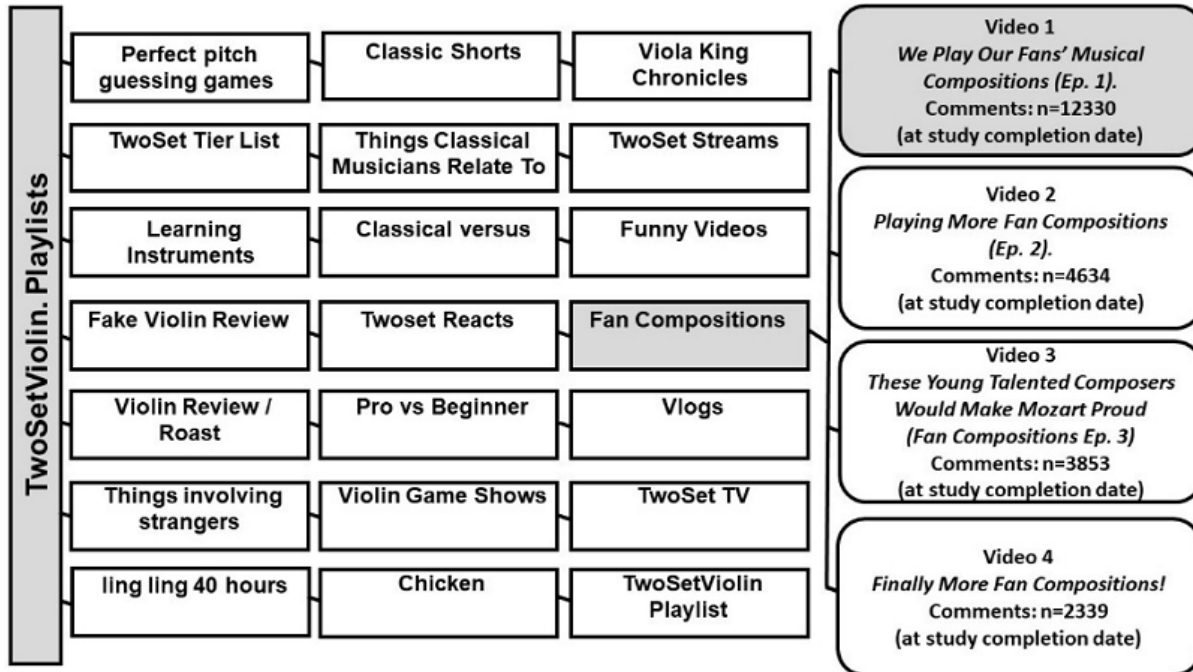 TwoSetViolin. Playlists
Perfect pitch
guessing games
Classic Shorts
Viola King
Chronicles
TwoSet Tier List
Things Classical
Musicians Relate To
TwoSet Streams
Learning
Instruments
Classical versus
Funny Videos
Fake Violin Review
Twoset Reacts
Fan Compositions
Violin Review /
Roast
Pro vs Beginner
Vlogs
Things involving
strangers
Violin Game Shows
TwoSet TV
ling ling 40 hours
Chicken
TwoSetViolin
Playlist
Video 1
We Play Our Fans’ Musical
Compositions (Ep. 1).
Comments: n=12330
(at study completion date)
Video 2
Playing More Fan Compositions
(Ep. 2).
Comments: n=4634
(at study completion date)
Video 3
These Young Talented Composers
Would Make Mozart Proud
(Fan Compositions Ep. 3)
Comments: n=3853
(at study completion date)
Video 4
Finally More Fan Compositions!
Comments: n=2339
(at study completion date)